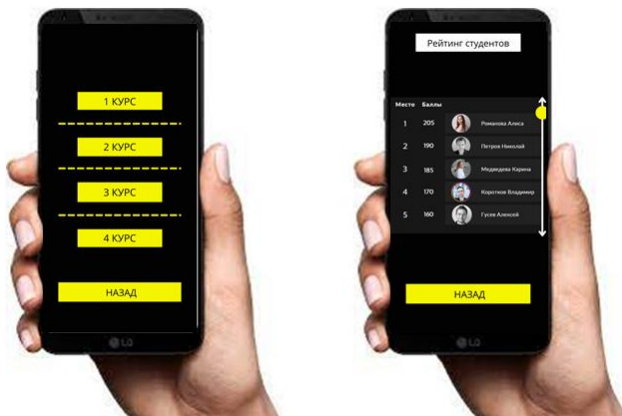 1 КУРС
2 КУРС
3 КУРС
4 КУРС
НАЗАД
LG
Рейтинг студентов
Место Баллы
1 205 Романова Алиса
2 190 Петров Николай
3 185 Медведева Карина
4 170 Коротков Владимир
5 160 Гусев Алексей
НАЗАД
LG